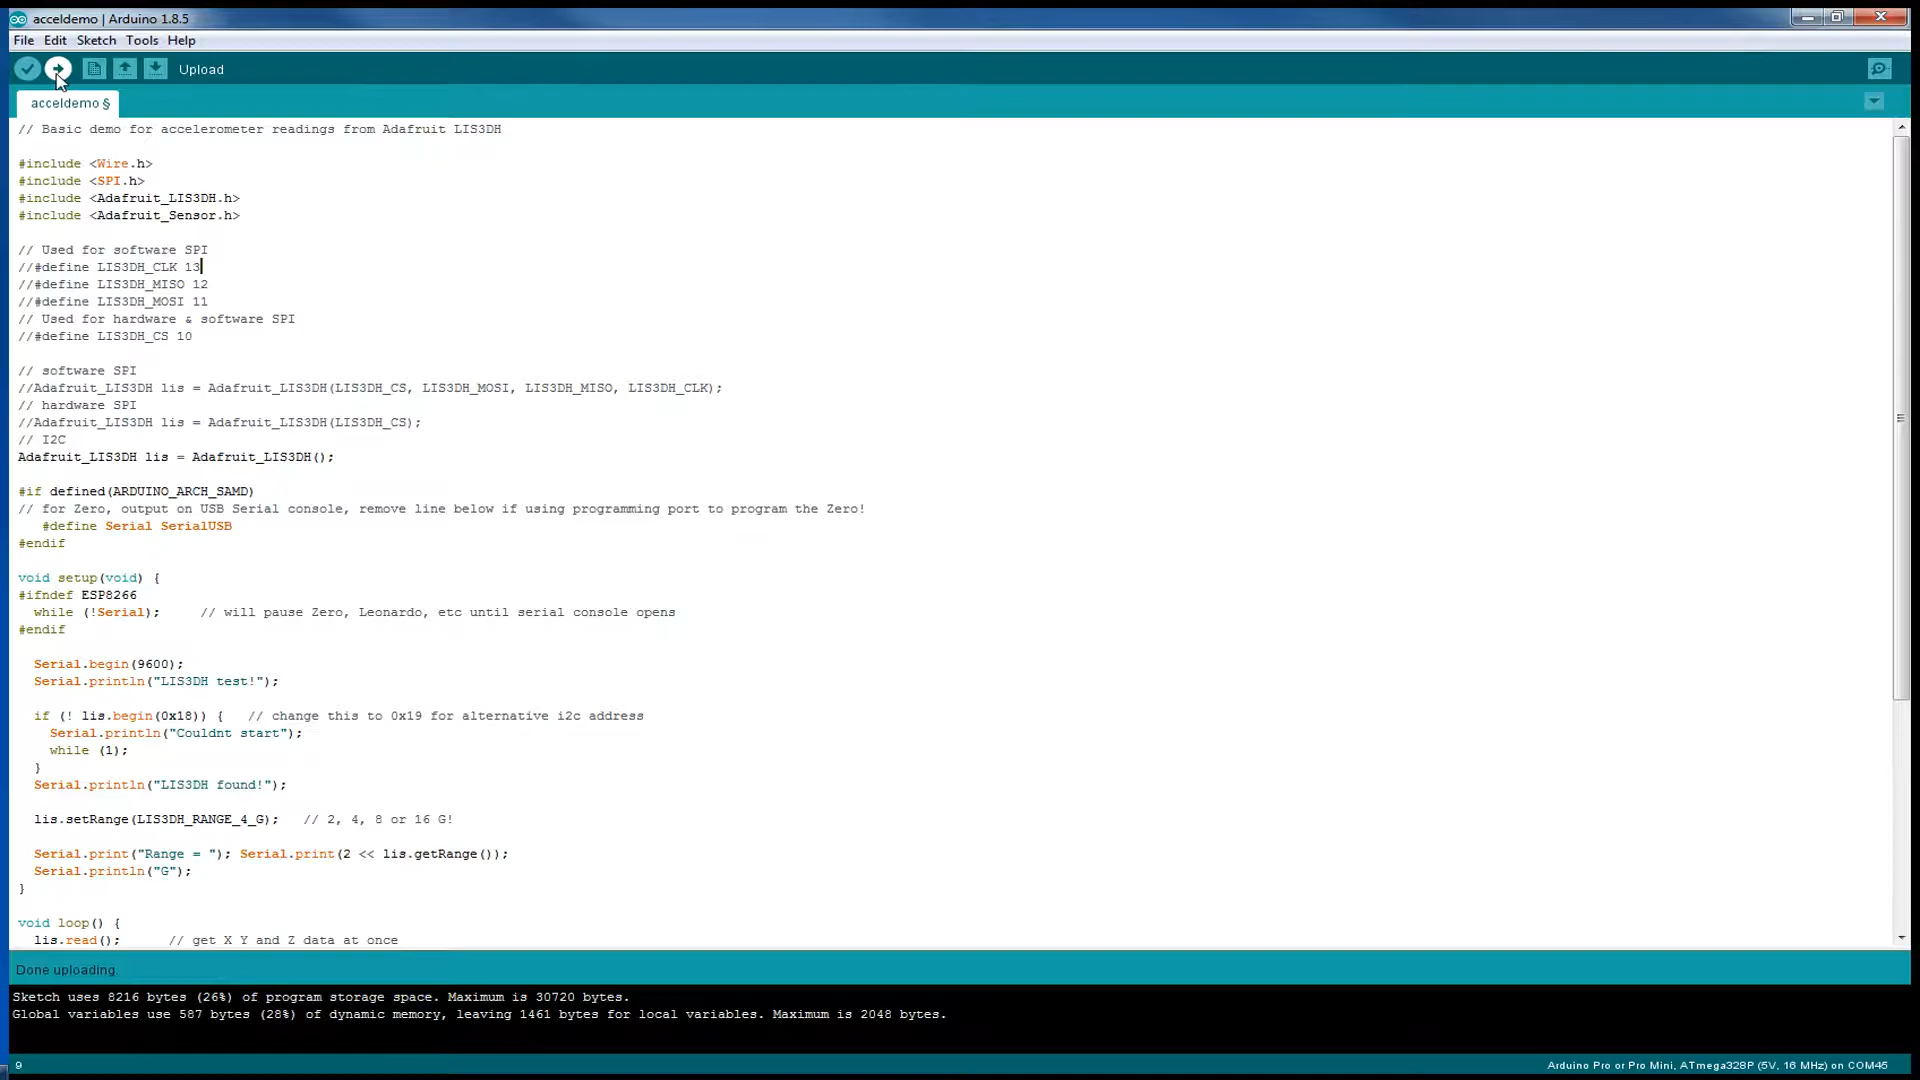 acceldemo | Arduino 1.8.5
File Edit Sketch Tools Help
Upload
acceldemo §
// Basic demo for accelerometer readings from Adafruit LIS3DH
#include <Wire.h>
#include <SPI.h>
#include <Adafruit_LIS3DH.h>
#include <Adafruit_Sensor.h>
// Used for software SPI
//#define LIS3DH_CLK 13
//#define LIS3DH_MISO 12
//#define LIS3DH_MOSI 11
// Used for hardware & software SPI
//#define LIS3DH_CS 10
// software SPI
//Adafruit_LIS3DH lis = Adafruit_LIS3DH(LIS3DH_CS, LIS3DH_MOSI, LIS3DH_MISO, LIS3DH_CLK);
// hardware SPI
//Adafruit_LIS3DH lis = Adafruit_LIS3DH(LIS3DH_CS);
// I2C
Adafruit_LIS3DH lis = Adafruit_LIS3DH();
#if defined(ARDUINO_ARCH_SAMD)
// for Zero, output on USB Serial console, remove line below if using programming port to program the Zero!
   #define Serial SerialUSB
#endif
void setup(void) {
#ifndef ESP8266
  while (!Serial);     // will pause Zero, Leonardo, etc until serial console opens
#endif
  Serial.begin(9600);
  Serial.println("LIS3DH test!");
  if (! lis.begin(0x18)) {   // change this to 0x19 for alternative i2c address
    Serial.println("Couldnt start");
    while (1);
  }
  Serial.println("LIS3DH found!");
  lis.setRange(LIS3DH_RANGE_4_G);   // 2, 4, 8 or 16 G!
  Serial.print("Range = "); Serial.print(2 << lis.getRange());
  Serial.println("G");
}
void loop() {
  lis.read();      // get X Y and Z data at once
Done uploading.
Sketch uses 8216 bytes (26%) of program storage space. Maximum is 30720 bytes.
Global variables use 587 bytes (28%) of dynamic memory, leaving 1461 bytes for local variables. Maximum is 2048 bytes.
9
Arduino Pro or Pro Mini, ATmega328P (5V, 16 MHz) on COM45